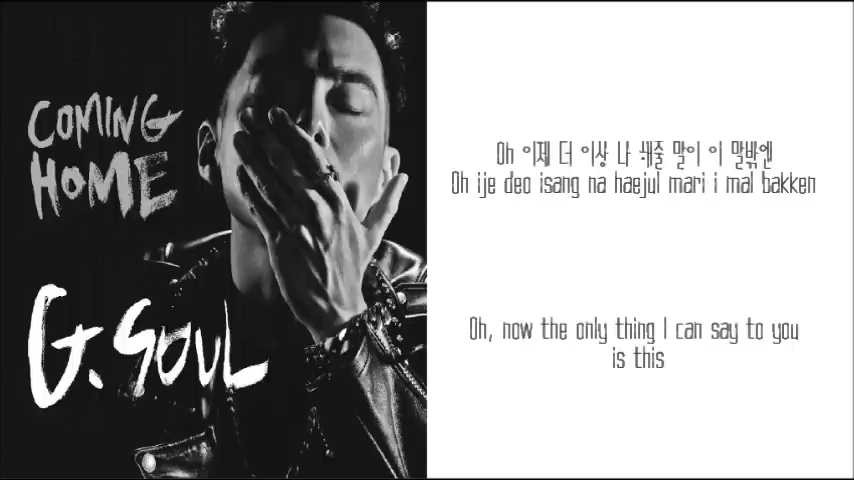 COMING
HOME
G. SOUL
Oh 이제 더 이상 나 해줄 말이 이 말밖엔
Oh ije deo isang na haejul mari i mal bakken
Oh, now the only thing I can say to you
is this